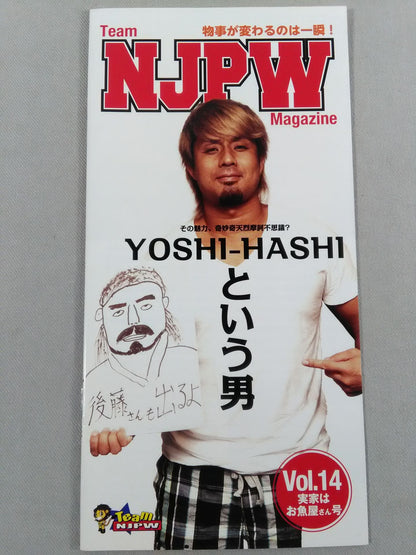 Team
物事が変わるのは一瞬！
NJPW
Magazine
その魅力、奇妙奇天烈摩訶不思議?
YOSHI-HASHI
という男
後藤さんも出るよ
Vol.14
実家は
お魚屋さん号
Team
NJPW